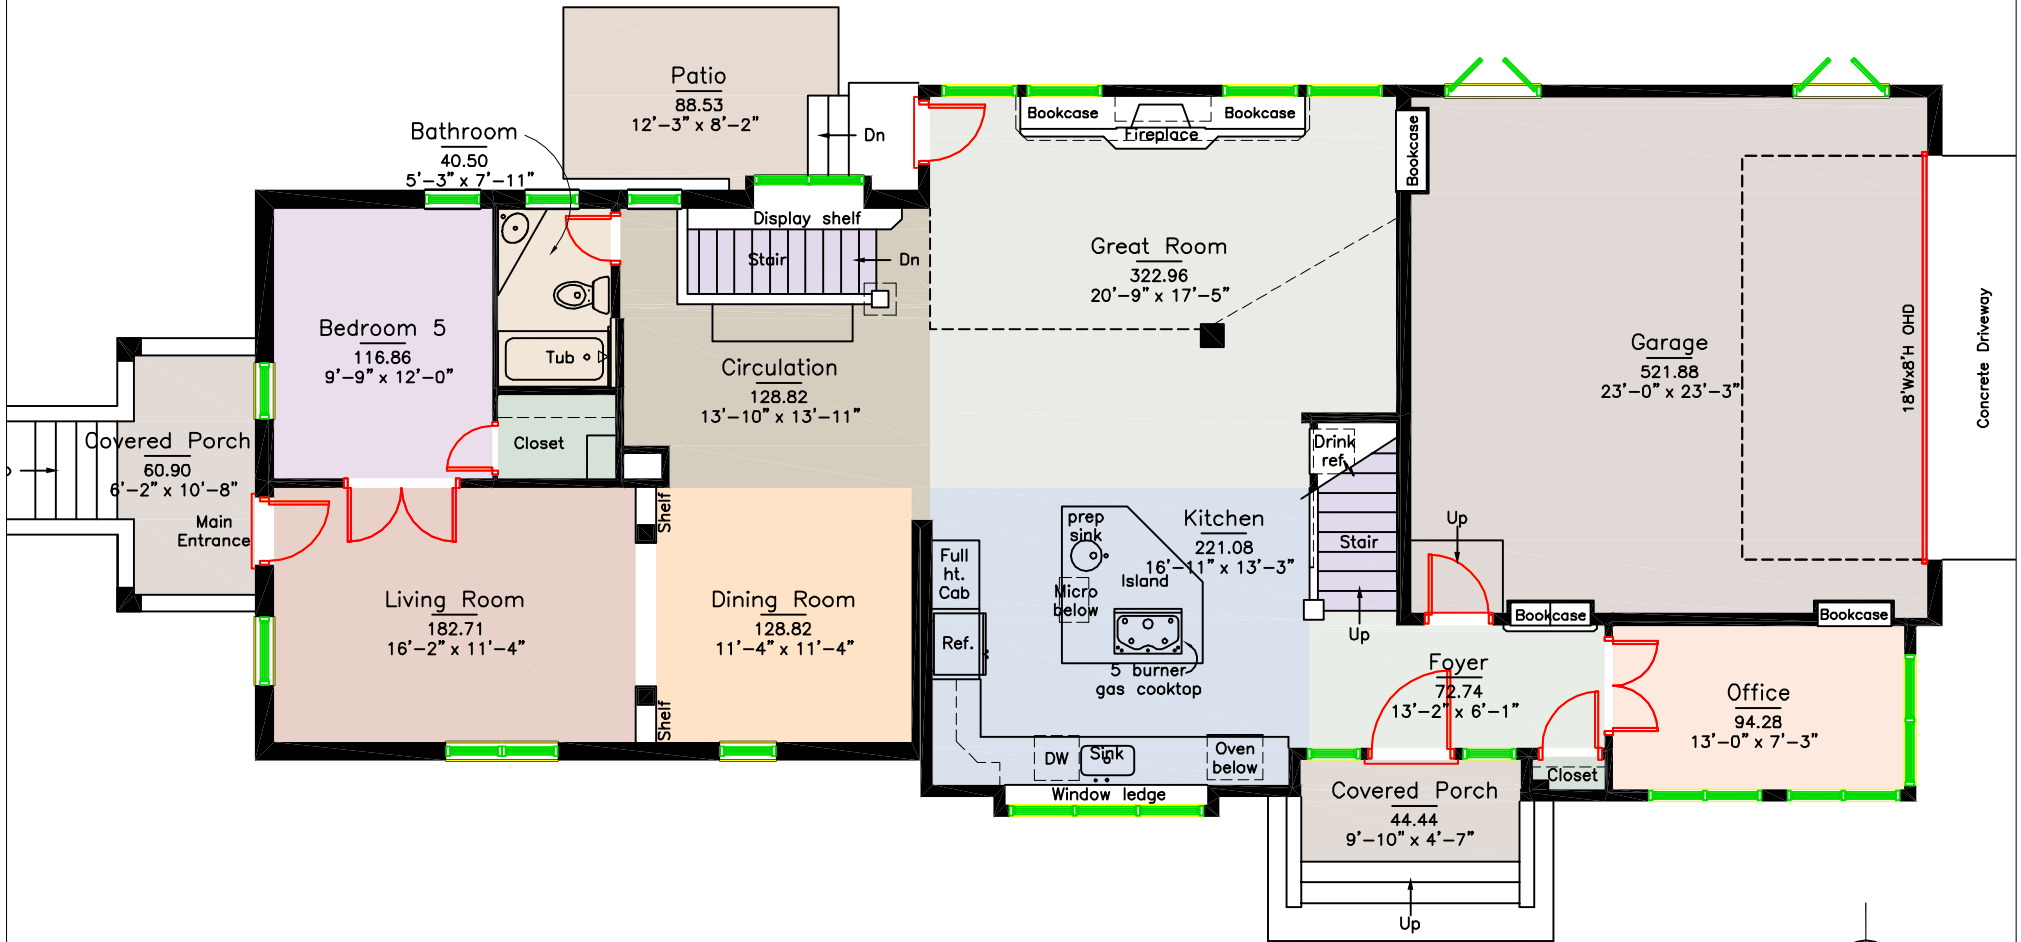 Patio
88.53
12'-3" x 8'-2"
Dn
Bathroom
40.50
5'-3" x 7'-11"
Bookcase
Fireplace
Bookcase
Bookcase
Display shelf
Stair
Dn
Great Room
322.96
20'-9" x 17'-5"
Bedroom 5
116.86
9'-9" x 12'-0"
Tub
Circulation
128.82
13'-10" x 13'-11"
Garage
521.88
23'-0" x 23'-3"
18'Wx8'H OHD
Concrete Driveway
Covered Porch
60.90
6'-2" x 10'-8"
Main
Entrance
Closet
Drink
ref.
Stair
Up
Up
Shelf
Shelf
Living Room
182.71
16'-2" x 11'-4"
Dining Room
128.82
11'-4" x 11'-4"
Full
ht.
Cab
Ref.
prep
sink
Kitchen
221.08
16'-11" x 13'-3"
Island
Micro
below
5 burner
gas cooktop
DW
Sink
Oven
below
Window ledge
Bookcase
Bookcase
Foyer
72.74
13'-2" x 6'-1"
Office
94.28
13'-0" x 7'-3"
Closet
Covered Porch
44.44
9'-10" x 4'-7"
Up